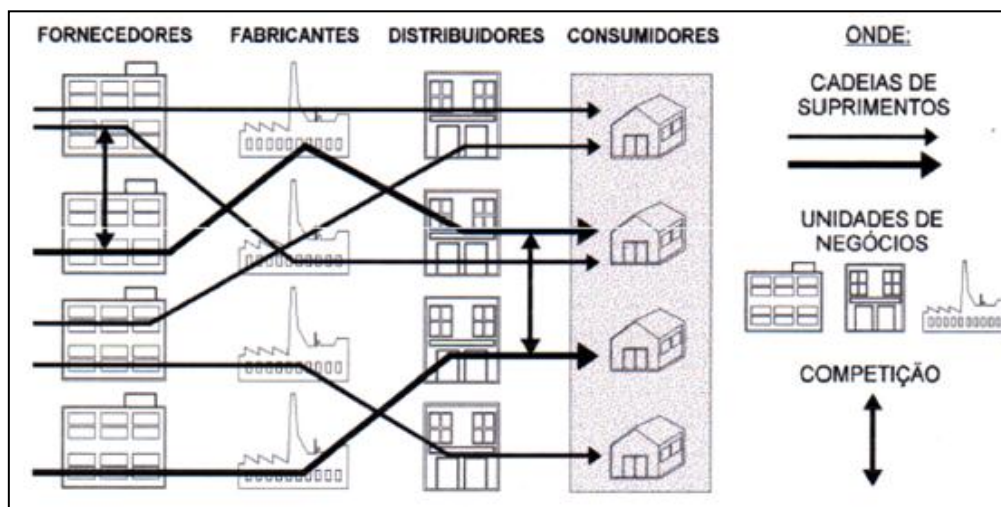 FORNECEDORES FABRICANTES DISTRIBUIDORES CONSUMIDORES ONDE:
CADEIAS DE
SUPRIMENTOS
UNIDADES DE
NEGÓCIOS
COMPETIÇÃO